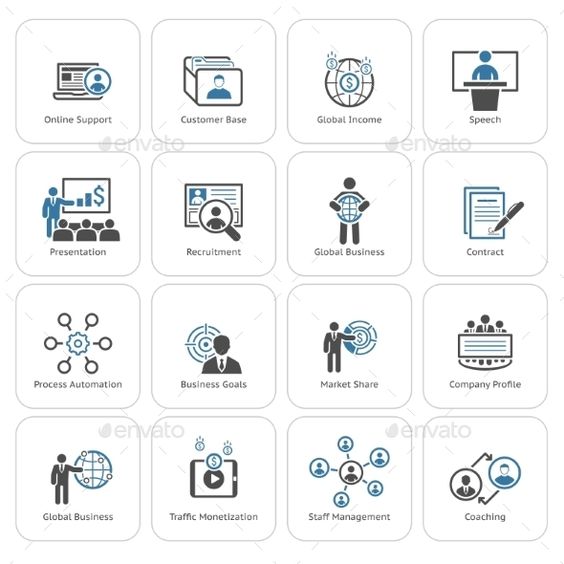 Online Support
Customer Base
Global Income
Speech
envato
envato
Presentation
Recruitment
Global Business
Contract
Process Automation
Business Goals
Market Share
Company Profile
envato
envato
Global Business
Traffic Monetization
Staff Management
Coaching